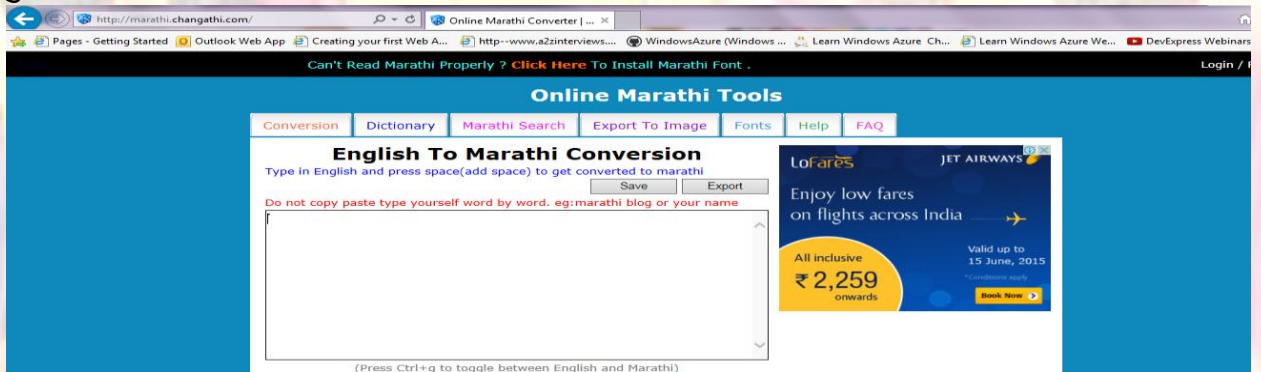 http://marathi.changathi.com/
Online Marathi Converter | ...
Pages - Getting Started Outlook Web App Creating your first Web A... http--www.a2zinterviews.... WindowsAzure (Windows ... Learn Windows Azure Ch... Learn Windows Azure We... DevExpress Webinars
Can't Read Marathi Properly ? Click Here To Install Marathi Font .
Login /
Online Marathi Tools
Conversion Dictionary Marathi Search Export To Image Fonts Help FAQ
English To Marathi Conversion
Type in English and press space(add space) to get converted to marathi
Save Export
Do not copy paste type yourself word by word. eg:marathi blog or your name
(Press Ctrl+g to toggle between English and Marathi)
LoFares
JET AIRWAYS
Enjoy low fares
on flights across India
All inclusive
₹ 2,259
onwards
Valid up to
15 June, 2015
*Conditions apply
Book Now